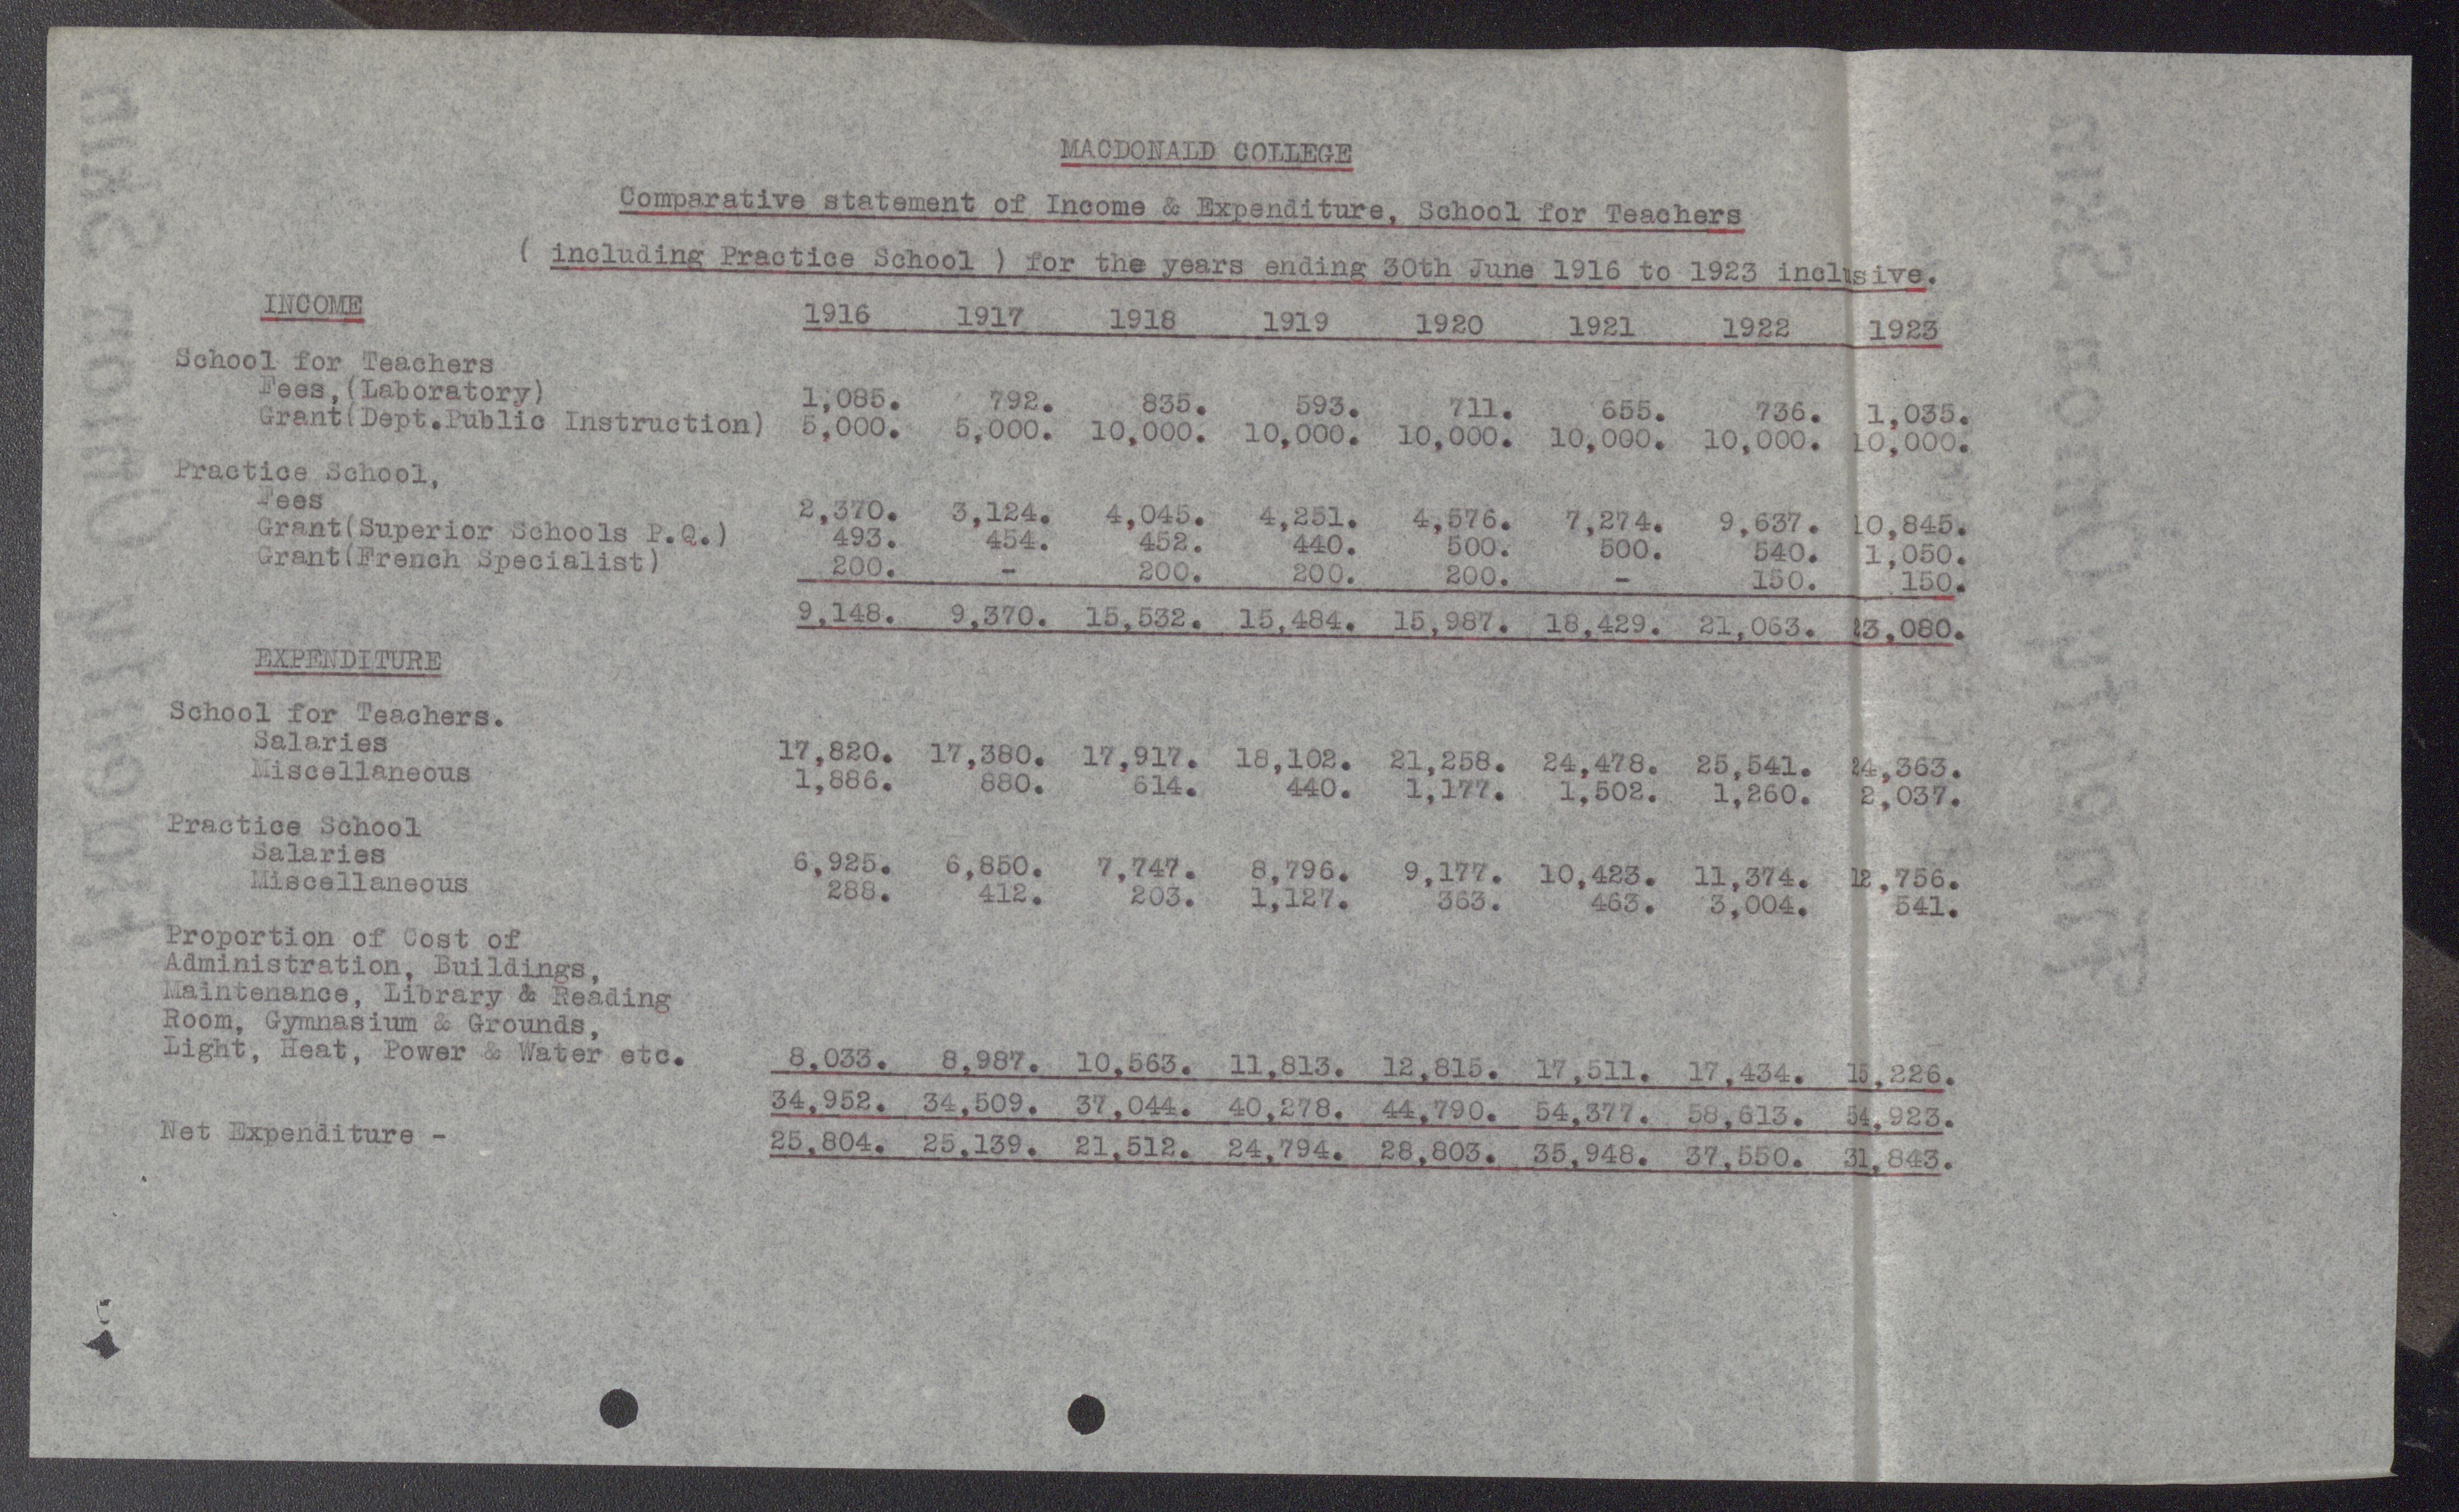 MACDONALD COLLEGE
Comparative statement of Income & Expenditure, School for Teachers
( including Practice School ) for the years ending 30th June 1916 to 1923 inclusive.
INCOME 1916 1917 1918 1919 1920 1921 1922 1923
School for Teachers
Fees,(Laboratory) 1,085. 792. 835. 593. 711. 655. 736. 1,035.
Grant(Dept.Public Instruction) 5,000. 5,000. 10,000. 10,000. 10,000. 10,000. 10,000. 10,000.
Practice School,
Fees 2,370. 3,124. 4,045. 4,251. 4,576. 7,274. 9,637. 10,845.
Grant(Superior Schools P.Q.) 493. 454. 452. 440. 500. 500. 540. 1,050.
Grant(French Specialist) 200. - 200. 200. 200. - 150. 150.
9,148. 9,370. 15,532. 15,484. 15,987. 18,429. 21,063. 23,080.
EXPENDITURE
School for Teachers.
Salaries 17,820. 17,380. 17,917. 18,102. 21,258. 24,478. 25,541. 24,363.
Miscellaneous 1,886. 880. 614. 440. 1,177. 1,502. 1,260. 2,037.
Practice School
Salaries 6,925. 6,850. 7,747. 8,796. 9,177. 10,423. 11,374. 12,756.
Miscellaneous 288. 412. 203. 1,127. 363. 463. 3,004. 541.
Proportion of Cost of
Administration, Buildings,
Maintenance, Library & Reading
Room, Gymnasium & Grounds,
Light, Heat, Power & Water etc. 8,033. 8,987. 10,563. 11,813. 12,815. 17,511. 17,434. 15,226.
34,952. 34,509. 37,044. 40,278. 44,790. 54,377. 58,613. 54,923.
Net Expenditure - 25,804. 25,139. 21,512. 24,794. 28,803. 35,948. 37,550. 31,843.